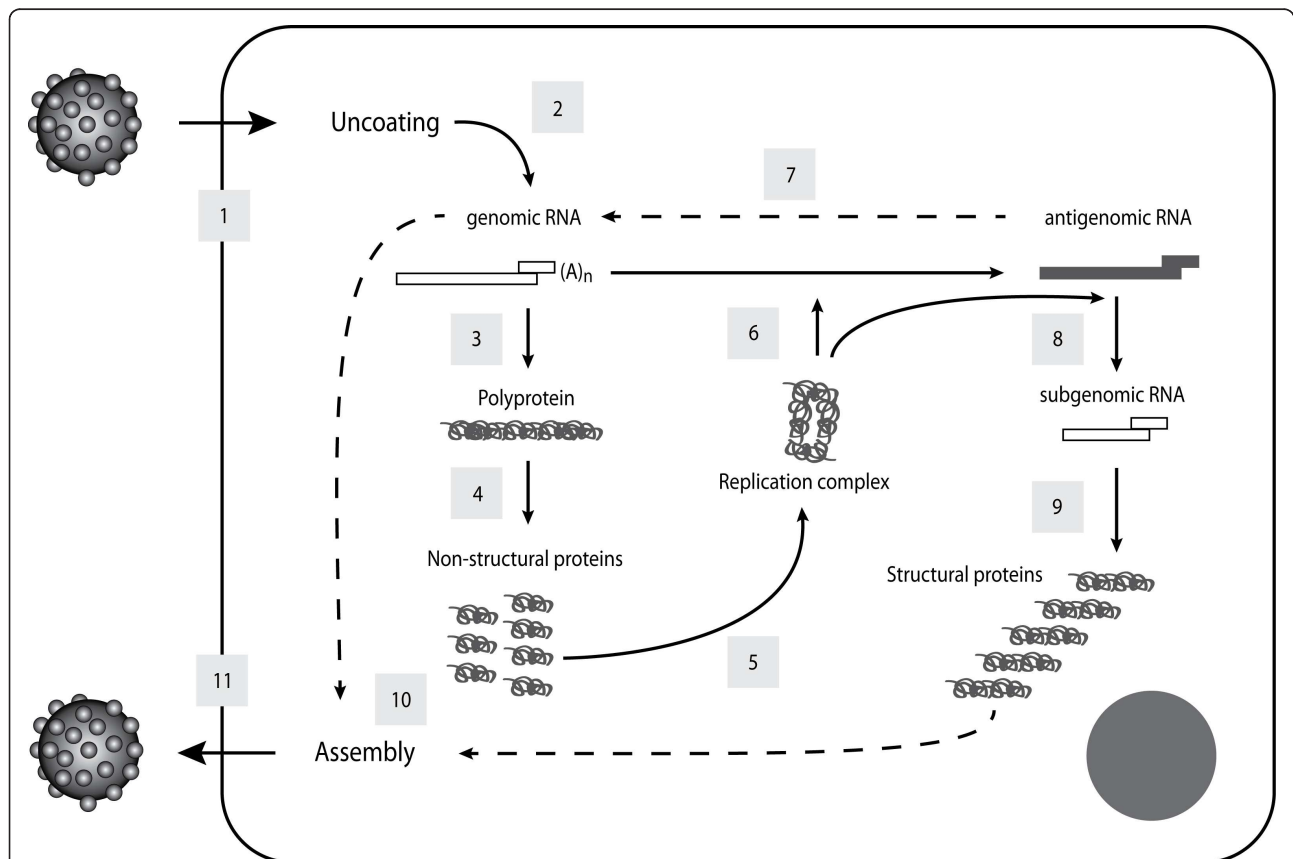 2
Uncoating
7
1
genomic RNA
antigenomic RNA
(A)n
3
6
8
Polyprotein
subgenomic RNA
4
Replication complex
9
Non-structural proteins
Structural proteins
5
11
10
Assembly